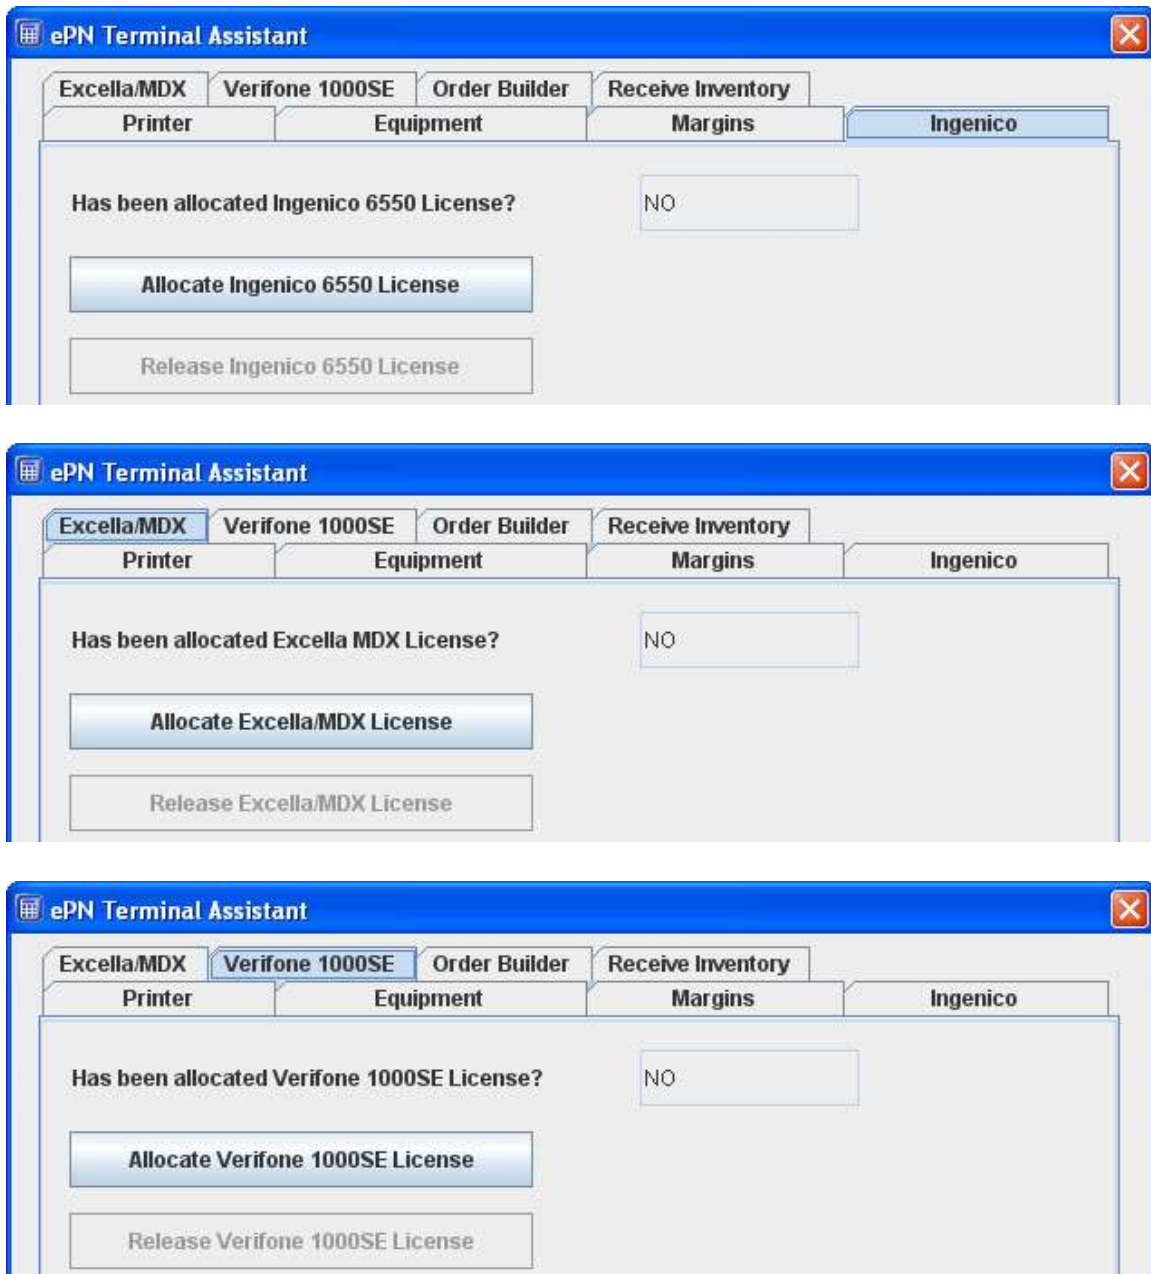 ePN Terminal Assistant
Excella/MDX Verifone 1000SE Order Builder Receive Inventory
Printer Equipment Margins Ingenico
Has been allocated Ingenico 6550 License? NO
Allocate Ingenico 6550 License
Release Ingenico 6550 License
ePN Terminal Assistant
Excella/MDX Verifone 1000SE Order Builder Receive Inventory
Printer Equipment Margins Ingenico
Has been allocated Excella MDX License? NO
Allocate Excella/MDX License
Release Excella/MDX License
ePN Terminal Assistant
Excella/MDX Verifone 1000SE Order Builder Receive Inventory
Printer Equipment Margins Ingenico
Has been allocated Verifone 1000SE License? NO
Allocate Verifone 1000SE License
Release Verifone 1000SE License